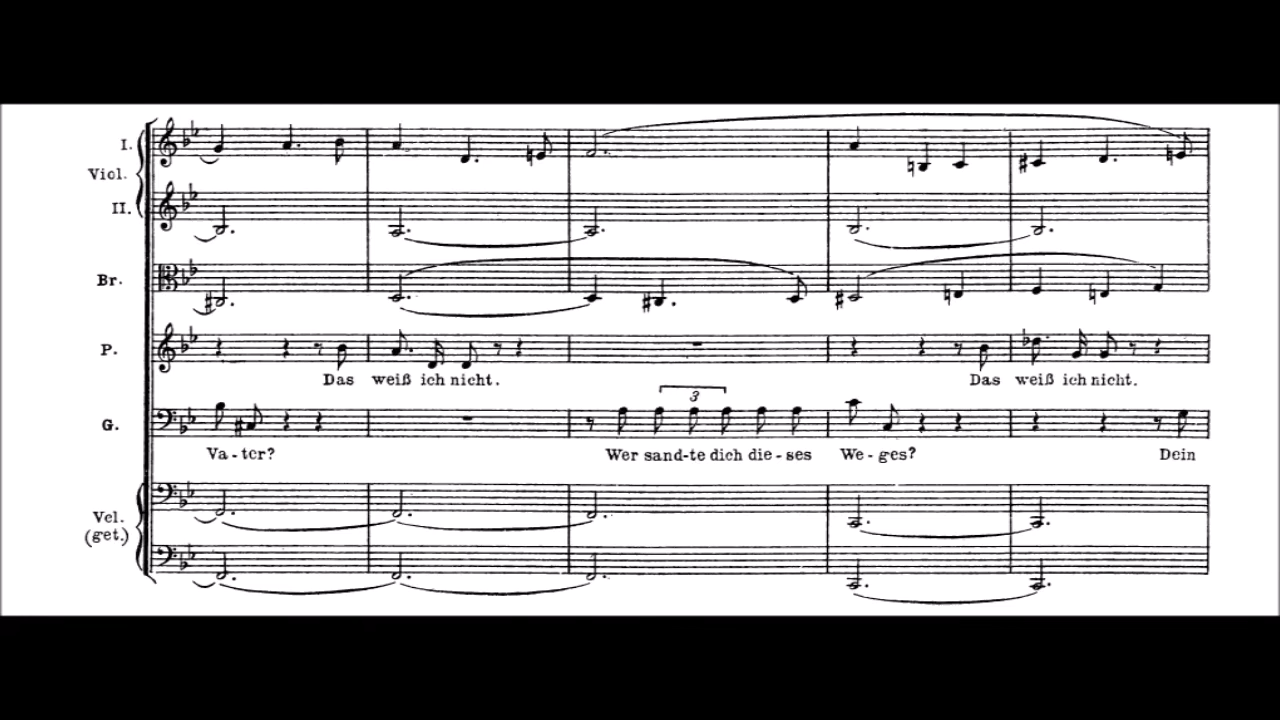 I.
Viol.
II.
Br.
P.
Das weiß ich nicht. Das weiß ich nicht.
G.
3
Va-ter? Wer sand-te dich die-ses We-ges? Dein
Vcl.
(get.)